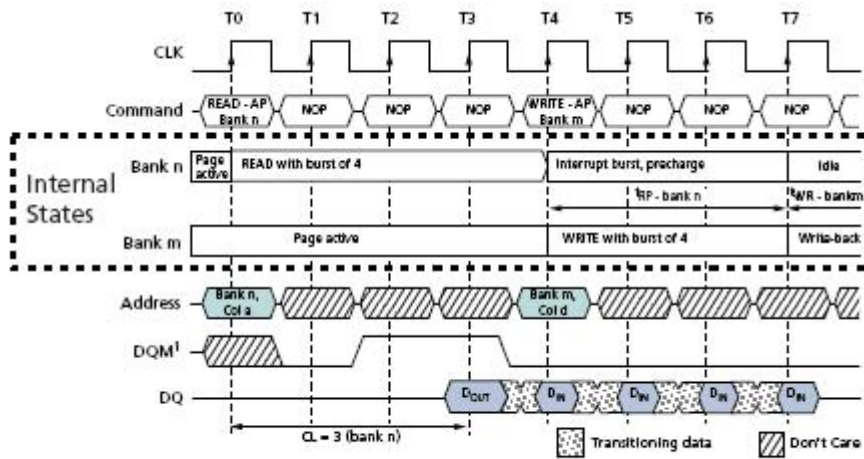 T0 T1 T2 T3 T4 T5 T6 T7
CLK
Command READ - AP Bank n NOP NOP NOP WRITE - AP Bank m NOP NOP NOP
Internal States
Bank n Page active READ with burst of 4 Interrupt burst, precharge Idle
tRP - bank n tWR - bank m
Bank m Page active WRITE with burst of 4 Write-back
Address Bank n, Col a Bank m, Col d
DQM1
DQ DOUT DIN DIN DIN DIN
CL = 3 (bank n)
Transitioning data Don't Care